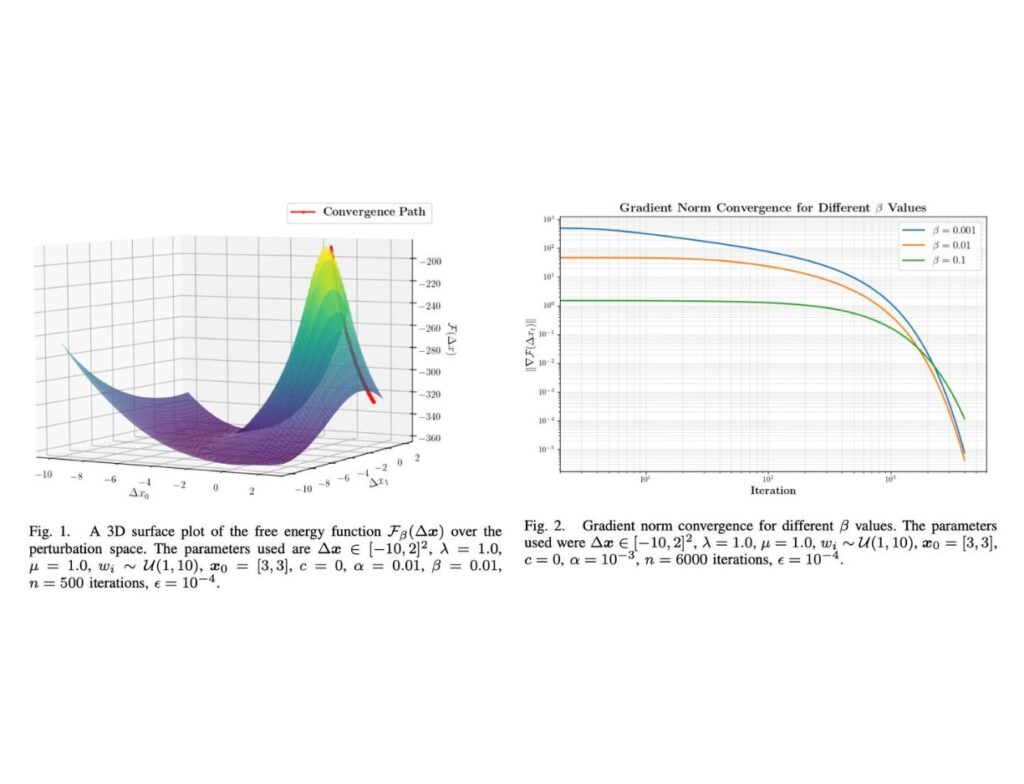 Convergence Path
−200
−220
−240
−260
−280
−300
−320
−340
−360
F(Δx)
−10
−8
−6
−4
−2
0
2
Δx₀
−10
−8
−6
−4
−2
0
2
Δx₁
Fig. 1. A 3D surface plot of the free energy function 𝓕β(Δx) over the
perturbation space. The parameters used are Δx ∈ [−10, 2]², λ = 1.0,
μ = 1.0, wᵢ ∼ 𝒰(1, 10), x₀ = [3, 3], c = 0, α = 0.01, β = 0.01,
n = 500 iterations, ϵ = 10⁻⁴.
Gradient Norm Convergence for Different β Values
β = 0.001
β = 0.01
β = 0.1
10³
10²
10¹
10⁰
10⁻¹
10⁻²
10⁻³
10⁻⁴
10⁻⁵
‖∇F(Δxₜ)‖
10¹
10²
10³
Iteration
Fig. 2. Gradient norm convergence for different β values. The parameters
used were Δx ∈ [−10, 2]², λ = 1.0, μ = 1.0, wᵢ ∼ 𝒰(1, 10), x₀ = [3, 3],
c = 0, α = 10⁻³, n = 6000 iterations, ϵ = 10⁻⁴.